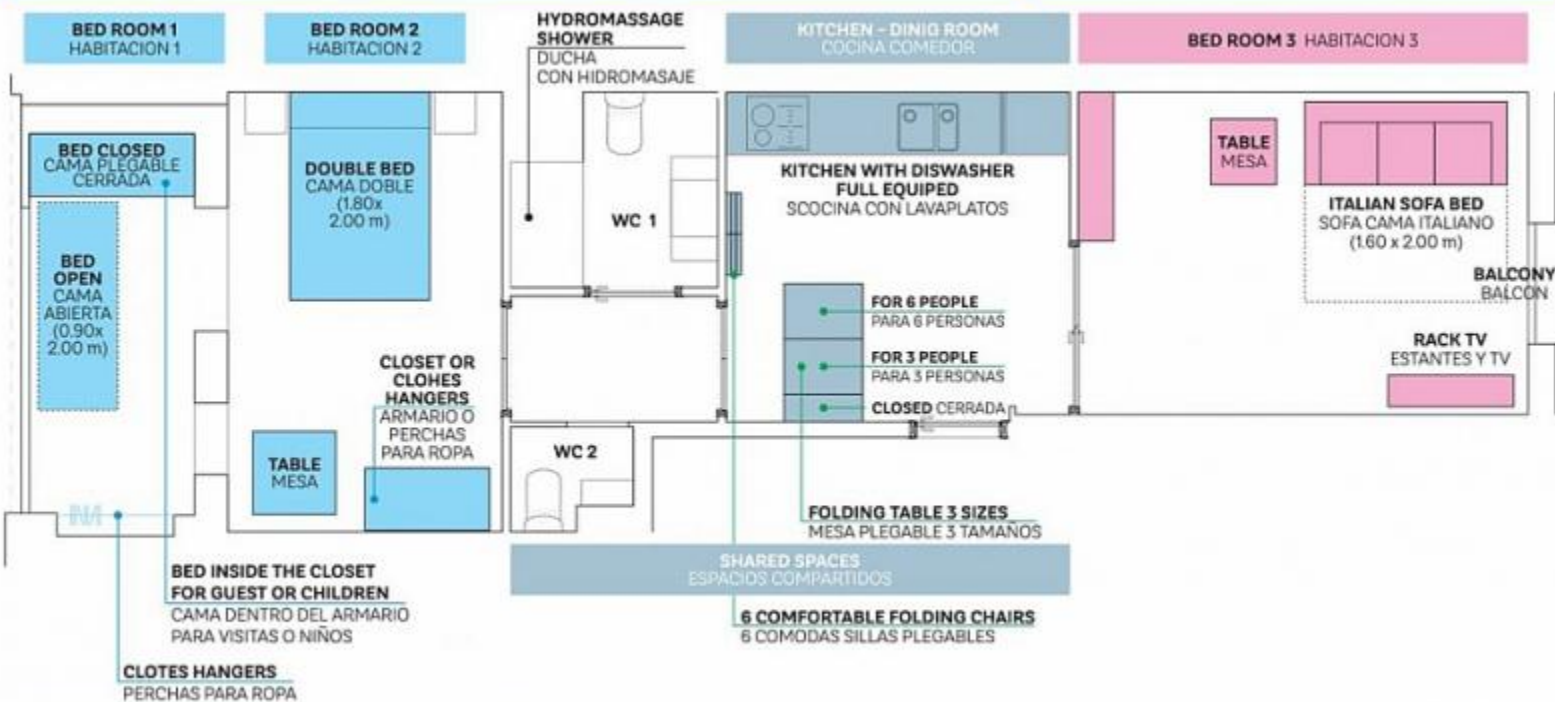 BED ROOM 1
HABITACION 1
BED ROOM 2
HABITACION 2
HYDROMASSAGE
SHOWER
DUCHA
CON HIDROMASAJE
KITCHEN - DINIG ROOM
COCINA COMEDOR
BED ROOM 3 HABITACION 3
BED CLOSED
CAMA PLEGABLE
CERRADA
BED
OPEN
CAMA
ABIERTA
(0.90x
2.00 m)
DOUBLE BED
CAMA DOBLE
(1.80x
2.00 m)
CLOSET OR
CLOHES
HANGERS
ARMARIO O
PERCHAS
PARA ROPA
TABLE
MESA
WC 1
WC 2
KITCHEN WITH DISWASHER
FULL EQUIPED
SCOCINA CON LAVAPLATOS
FOR 6 PEOPLE
PARA 6 PERSONAS
FOR 3 PEOPLE
PARA 3 PERSONAS
CLOSED CERRADA
TABLE
MESA
ITALIAN SOFA BED
SOFA CAMA ITALIANO
(1.60 x 2.00 m)
BALCONY
BALCON
RACK TV
ESTANTES Y TV
FOLDING TABLE 3 SIZES
MESA PLEGABLE 3 TAMAÑOS
SHARED SPACES
ESPACIOS COMPARTIDOS
BED INSIDE THE CLOSET
FOR GUEST OR CHILDREN
CAMA DENTRO DEL ARMARIO
PARA VISITAS O NIÑOS
6 COMFORTABLE FOLDING CHAIRS
6 COMODAS SILLAS PLEGABLES
CLOTES HANGERS
PERCHAS PARA ROPA